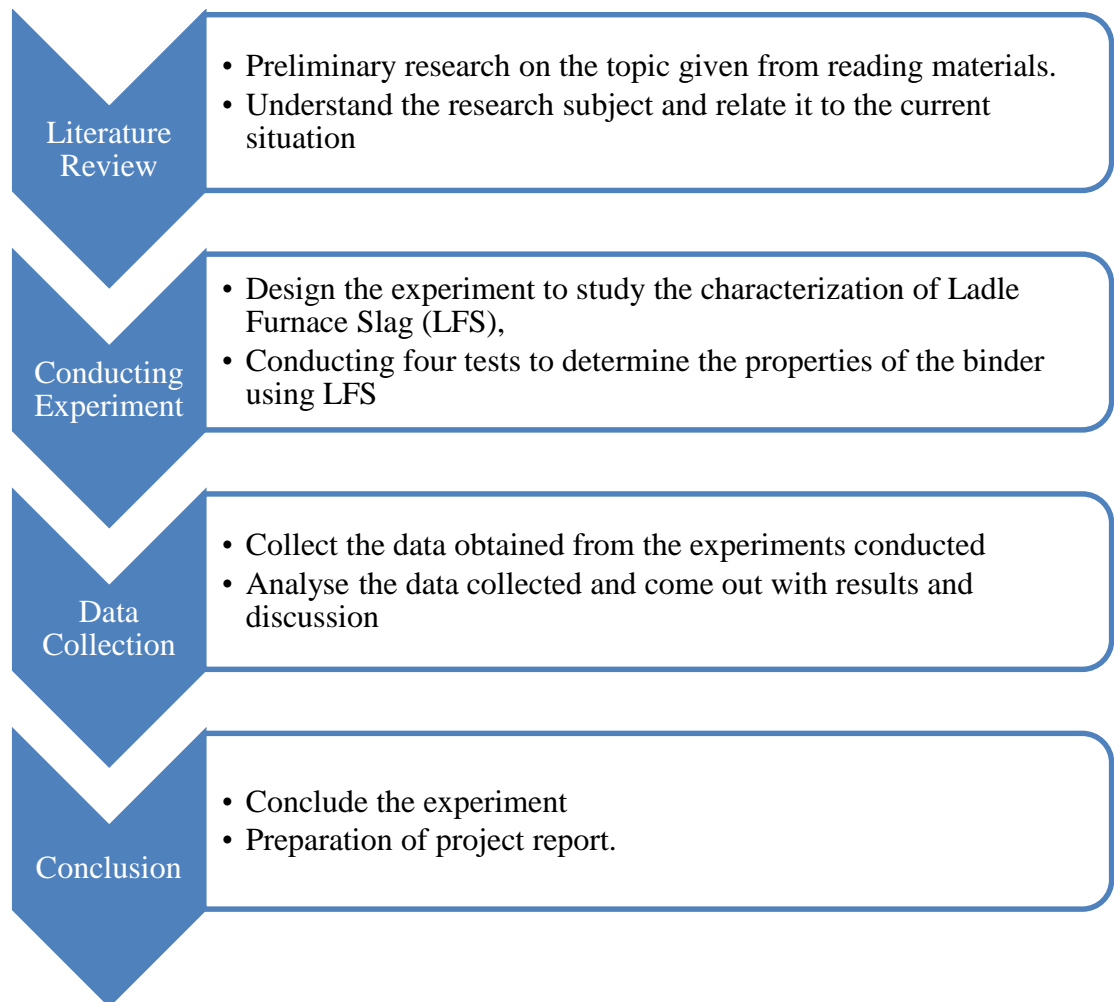 Literature
Review
• Preliminary research on the topic given from reading materials.
• Understand the research subject and relate it to the current
situation
Conducting
Experiment
• Design the experiment to study the characterization of Ladle
Furnace Slag (LFS),
• Conducting four tests to determine the properties of the binder
using LFS
Data
Collection
• Collect the data obtained from the experiments conducted
• Analyse the data collected and come out with results and
discussion
Conclusion
• Conclude the experiment
• Preparation of project report.